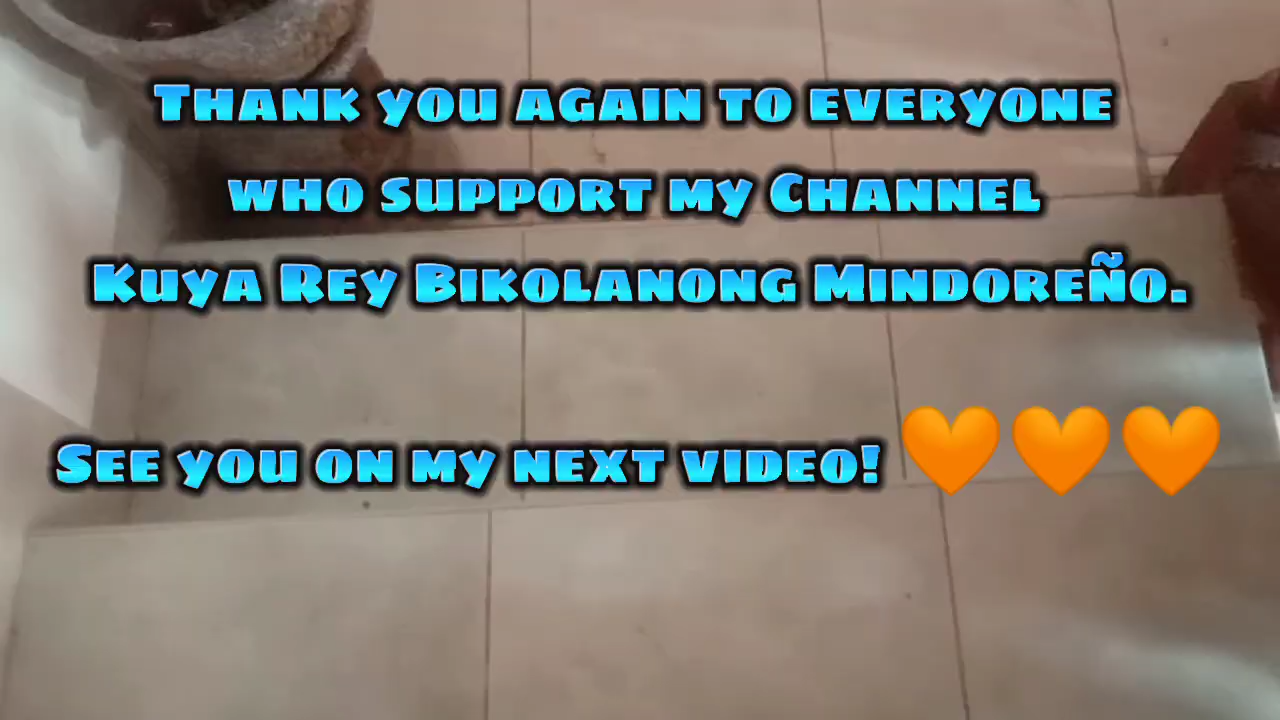 Thank you again to everyone
who support my Channel
Kuya Rey Bikolanong Mindoreño.
See you on my next video! 🧡🧡🧡